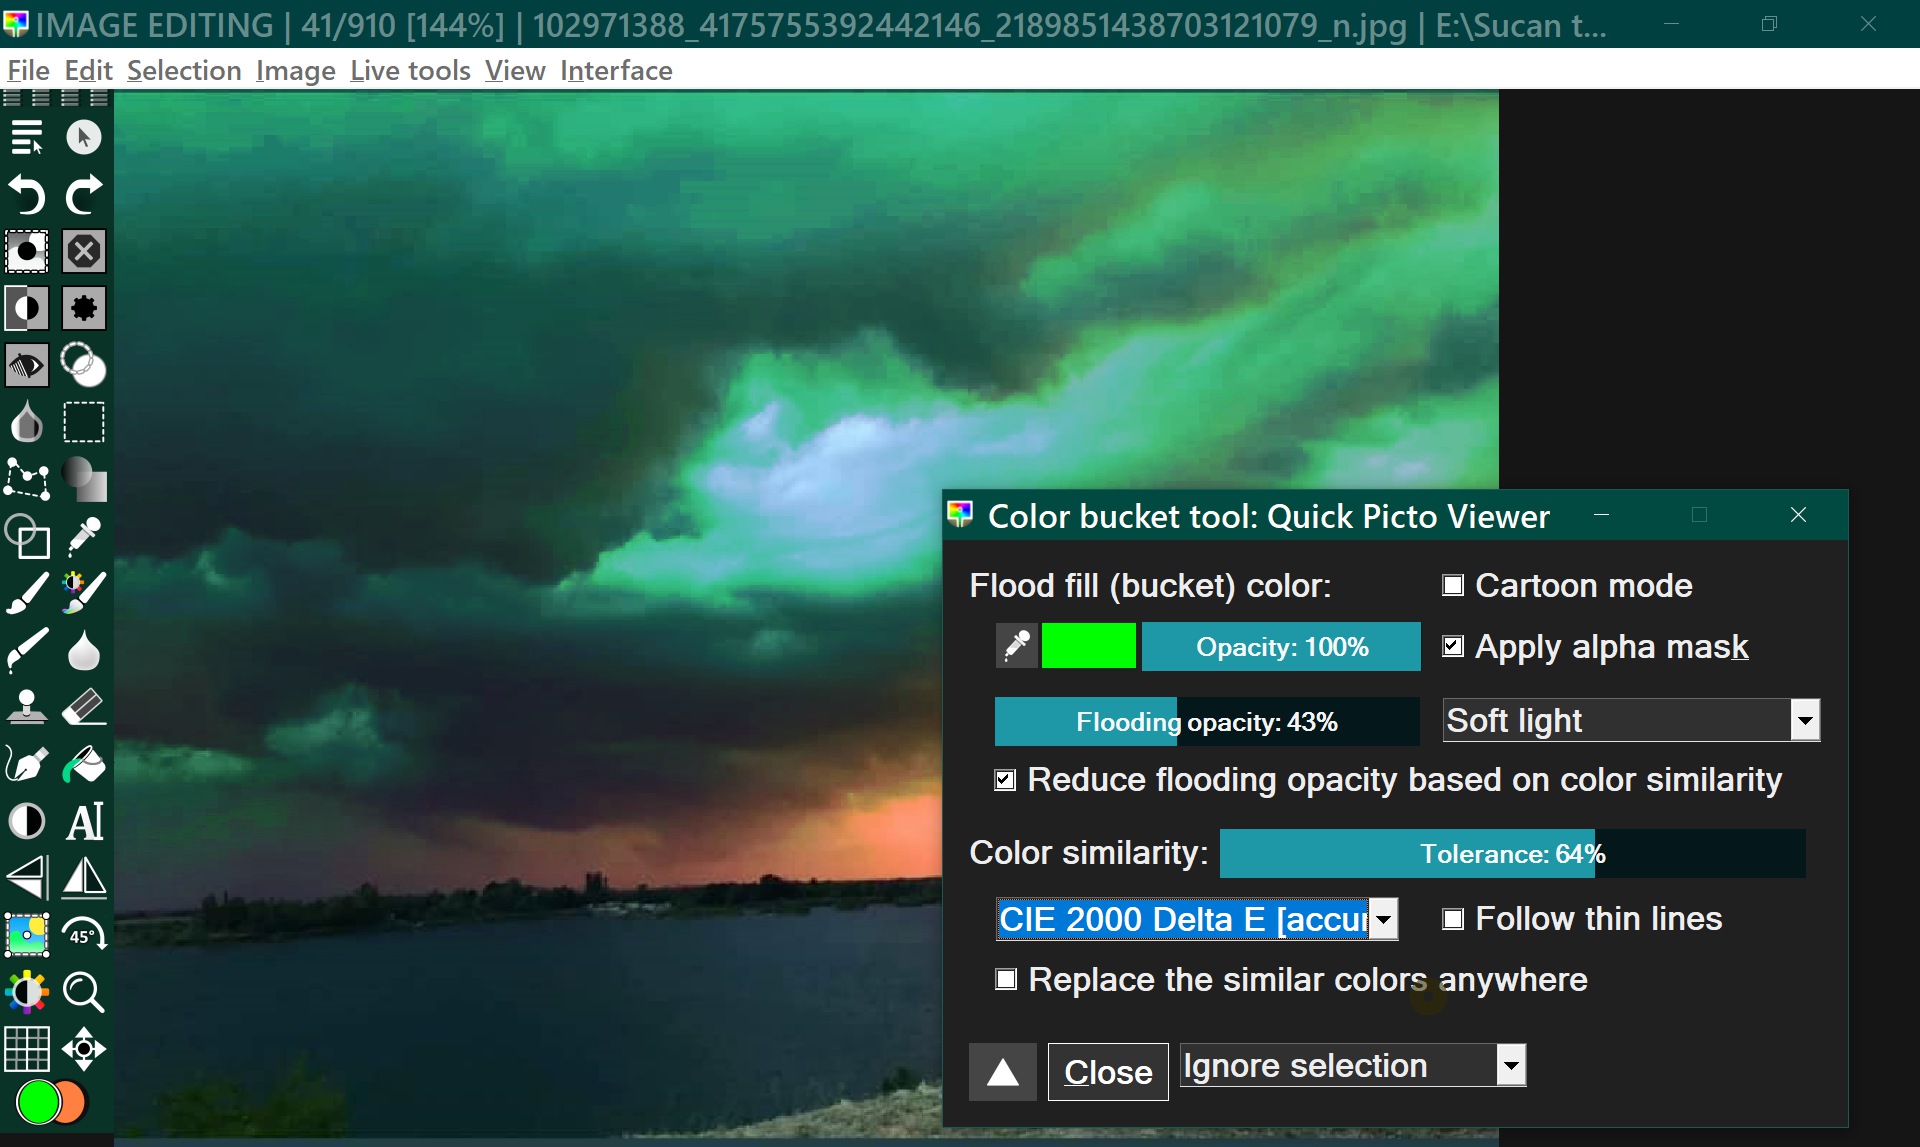 IMAGE EDITING | 41/910 [144%] | 102971388_4175755392442146_2189851438703121079_n.jpg | E:\Sucan t...
File Edit Selection Image Live tools View Interface
45°
AI
Color bucket tool: Quick Picto Viewer
Flood fill (bucket) color:
Cartoon mode
Opacity: 100%
Apply alpha mask
Flooding opacity: 43%
Soft light
Reduce flooding opacity based on color similarity
Color similarity:
Tolerance: 64%
CIE 2000 Delta E [accur
Follow thin lines
Replace the similar colors anywhere
Close
Ignore selection